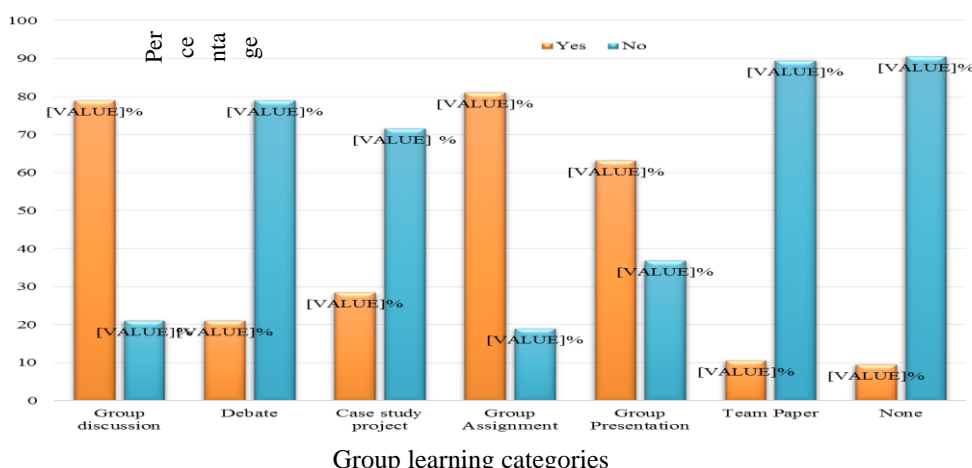 100
90
80
70
60
50
40
30
20
10
0
Per
ce
nta
ge
Yes
No
[VALUE]%
[VALUE]%
[VALUE]%
[VALUE]%
[VALUE]%
[VALUE] %
[VALUE]%
[VALUE]%
[VALUE]%
[VALUE]%
[VALUE]%
[VALUE]%
[VALUE]%
[VALUE]%
Group
discussion
Debate
Case study
project
Group
Assignment
Group
Presentation
Team Paper
None
Group learning categories